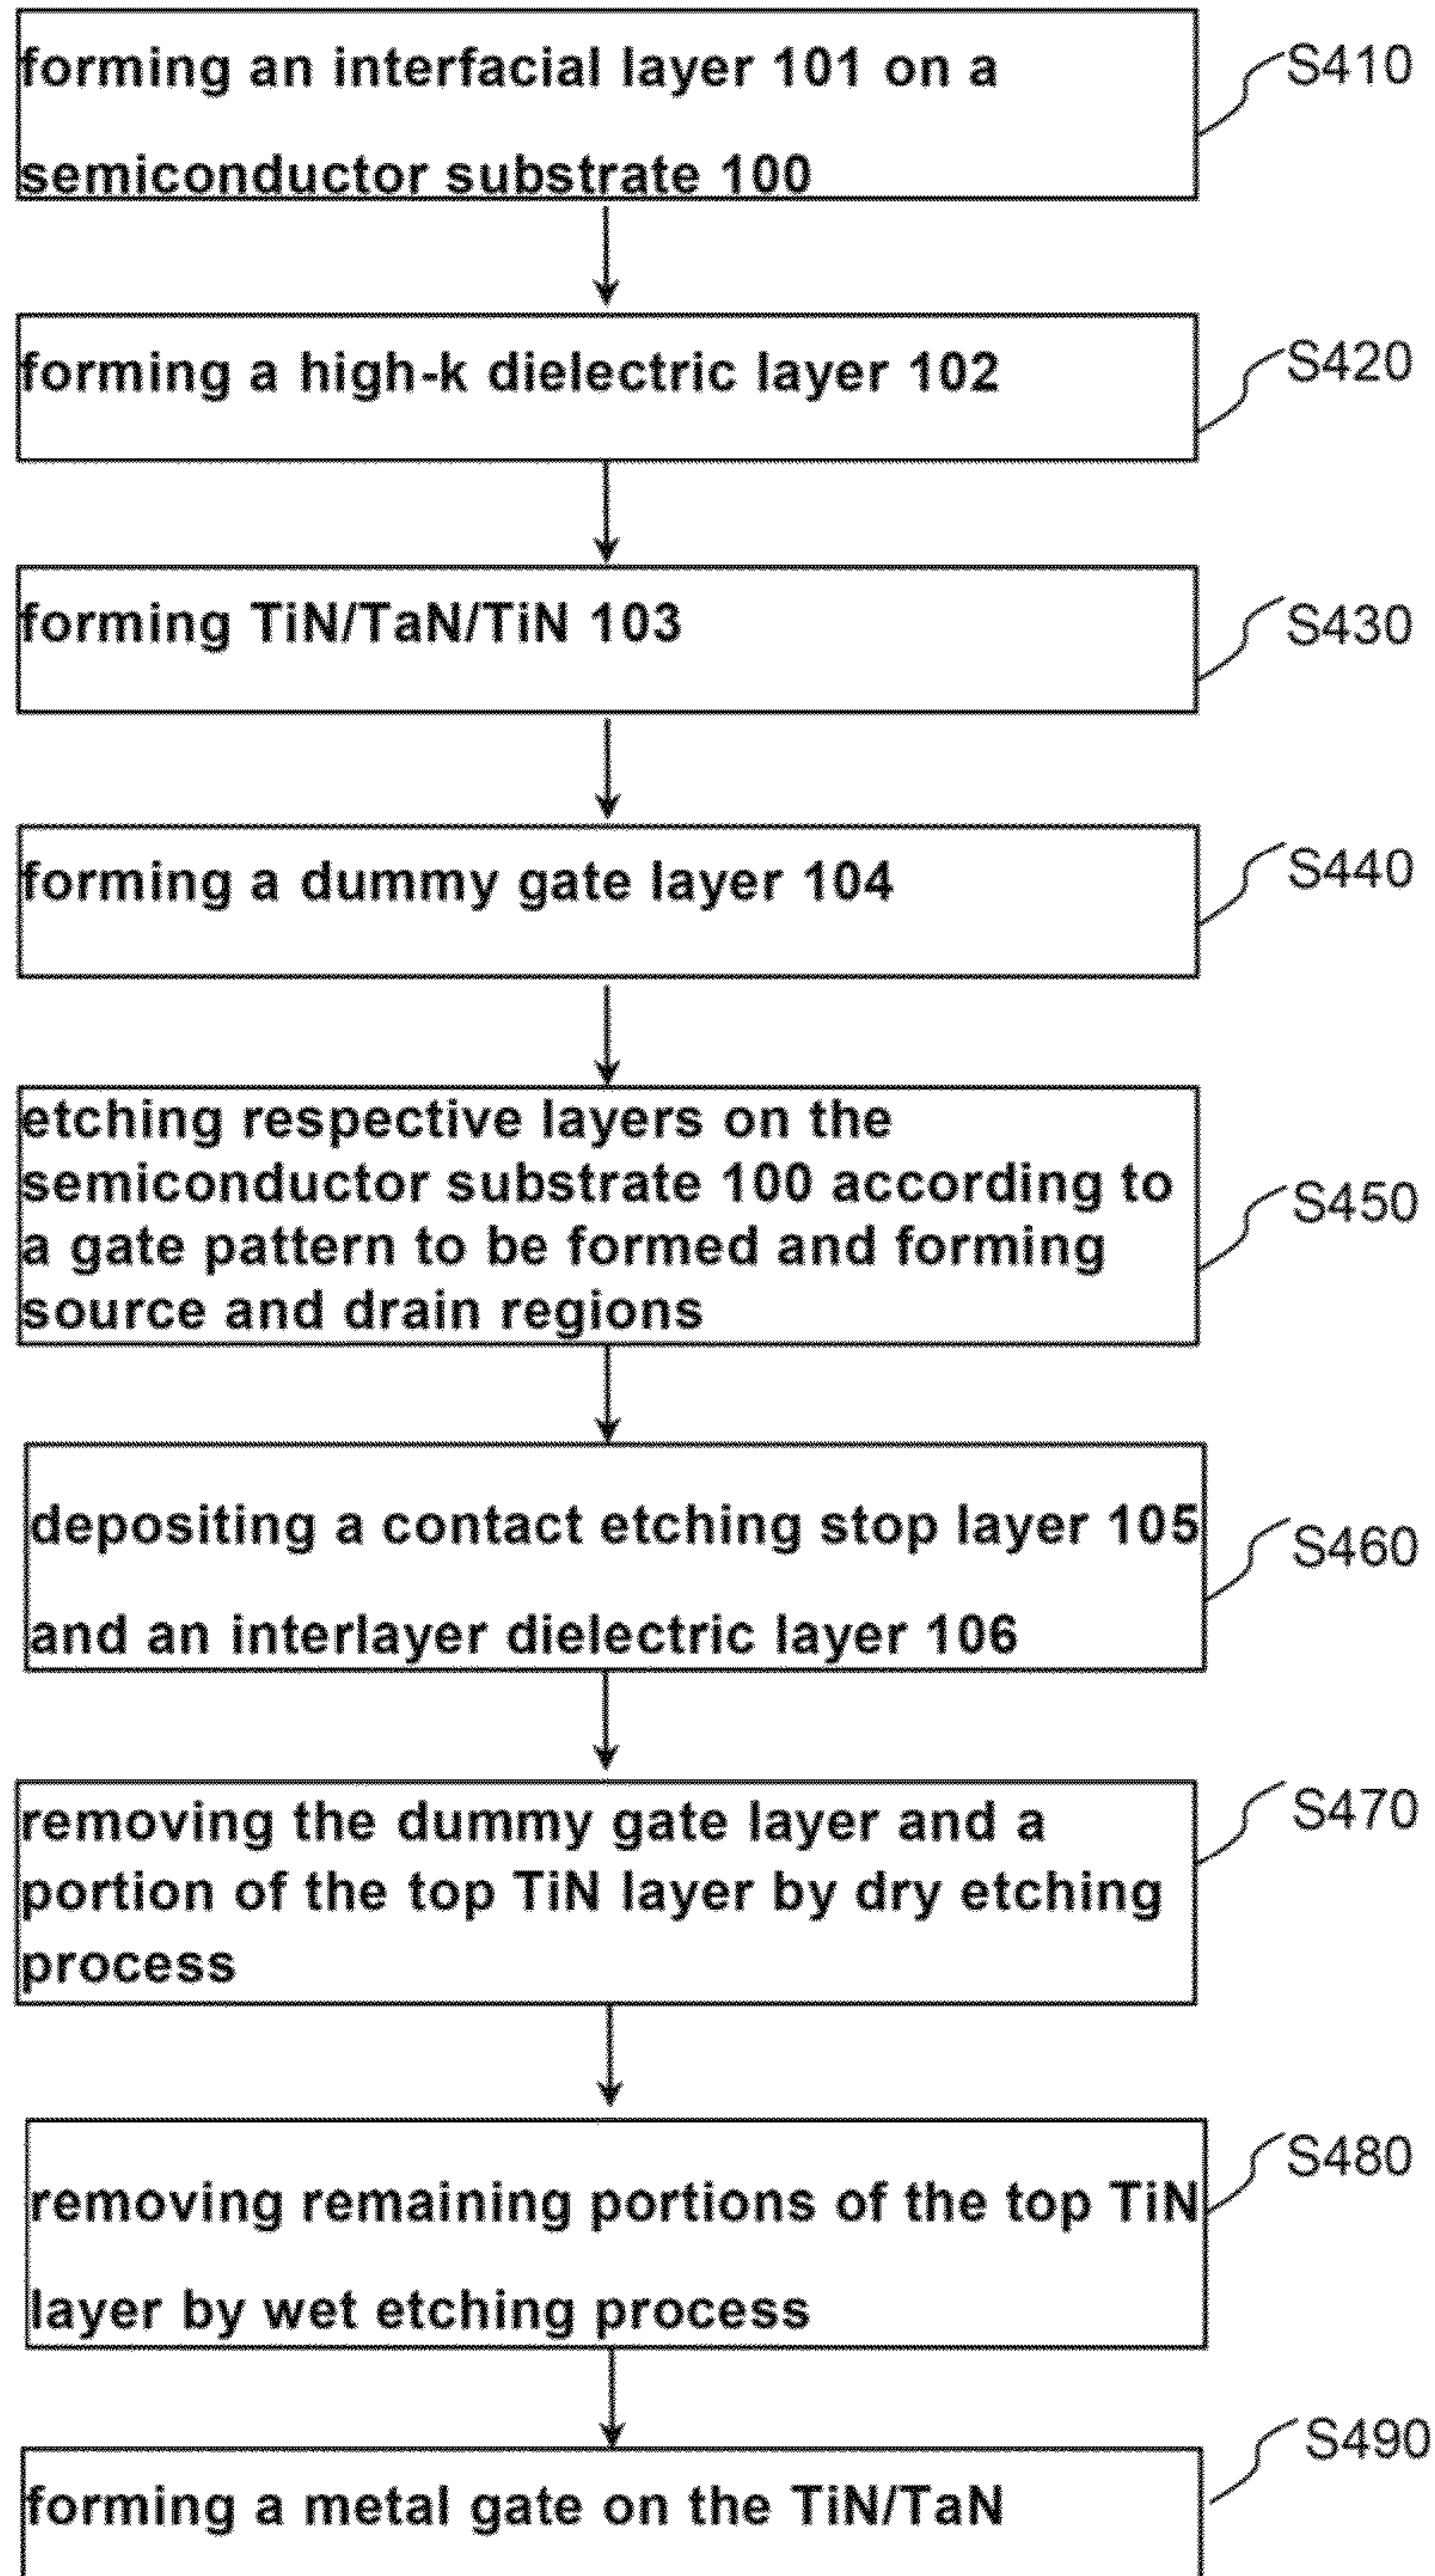 forming an interfacial layer 101 on a
S410
semiconductor substrate 100
forming a high-k dielectric layer 102
S420
forming TiN/TaN/TiN 103
S430
forming a dummy gate layer 104
S440
etching respective layers on the
semiconductor substrate 100 according to
S450
a gate pattern to be formed and forming
source and drain regions
depositing a contact etching stop layer 105
S460
and an interlayer dielectric layer 106
removing the dummy gate layer and a
S470
portion of the top TiN layer by dry etching
process
removing remaining portions of the top TiN
S480
layer by wet etching process
forming a metal gate on the TiN/TaN
S490